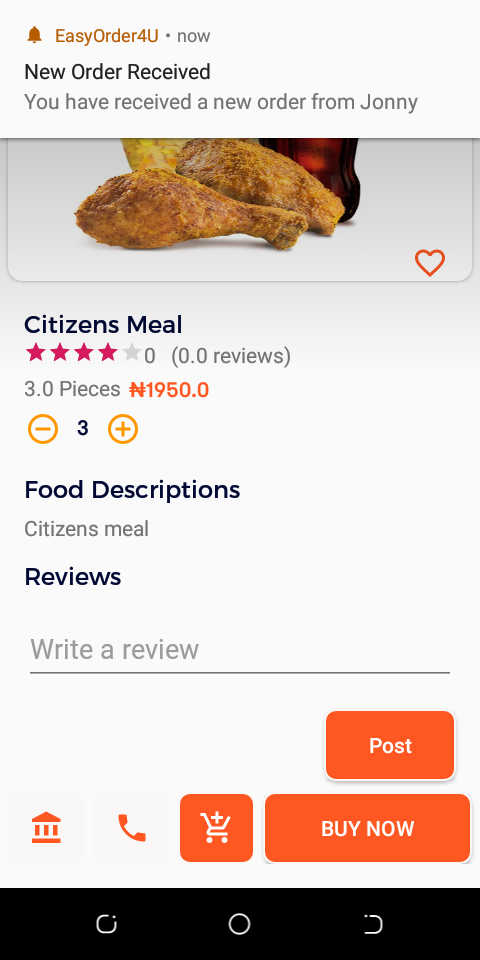 EasyOrder4U • now
New Order Received
You have received a new order from Jonny
Citizens Meal
0 (0.0 reviews)
3.0 Pieces ₦1950.0
3
Food Descriptions
Citizens meal
Reviews
Write a review
Post
BUY NOW